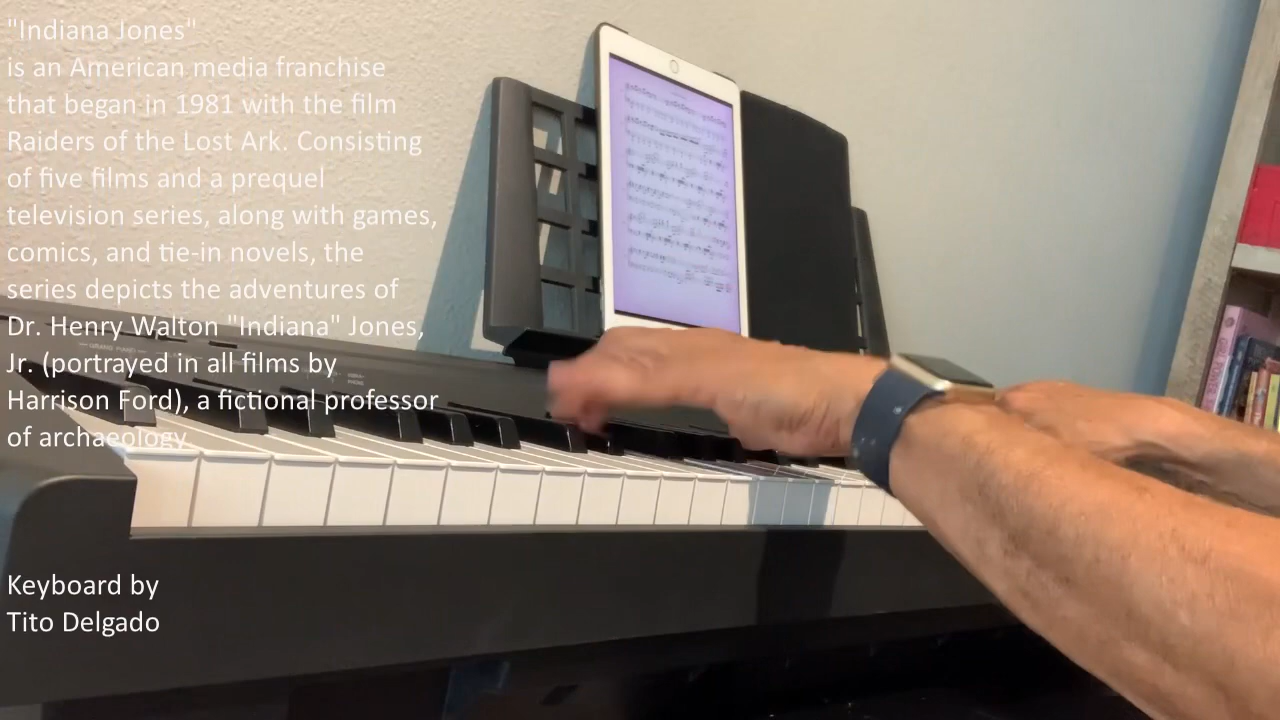 "Indiana Jones"
is an American media franchise
that began in 1981 with the film
Raiders of the Lost Ark. Consisting
of five films and a prequel
television series, along with games,
comics, and tie-in novels, the
series depicts the adventures of
Dr. Henry Walton "Indiana" Jones,
Jr. (portrayed in all films by
Harrison Ford), a fictional professor
of archaeology
Keyboard by
Tito Delgado